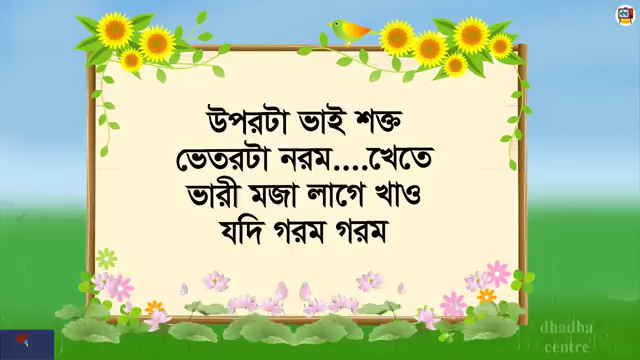 উপরটা ভাই শক্ত
ভেতরটা নরম....খেতে
ভারী মজা লাগে খাও
যদি গরম গরম
dhadha
centre